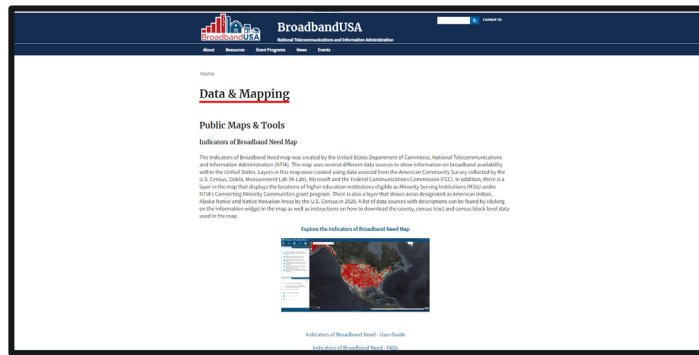 BroadbandUSA
BroadbandUSA
National Telecommunications and Information Administration
Contact Us
About Resources Grant Programs News Events
Home
Data & Mapping
Public Maps & Tools
Indicators of Broadband Need Map
The Indicators of Broadband Need map was created by the United States Department of Commerce, National Telecommunications
and Information Administration (NTIA). The map uses several different data sources to show information on broadband availability
within the United States. Layers in this map were created using data sourced from the American Community Survey collected by the
U.S. Census, Ookla, Measurement Lab (M-Lab), Microsoft and the Federal Communications Commission (FCC). In addition, there is a
layer in the map that displays the locations of higher education institutions eligible as Minority Serving Institutions (MSIs) under
NTIA's Connecting Minority Communities grant program. There is also a layer that shows areas designated as American Indian,
Alaska Native and Native Hawaiian Areas by the U.S. Census in 2020. A list of data sources with descriptions can be found by clicking
on the information widget in the map as well as instructions on how to download the county, census tract and census block level data
used in the map.
Explore the Indicators of Broadband Need Map
Indicators of Broadband Need - User Guide
Indicators of Broadband Need - FAQs